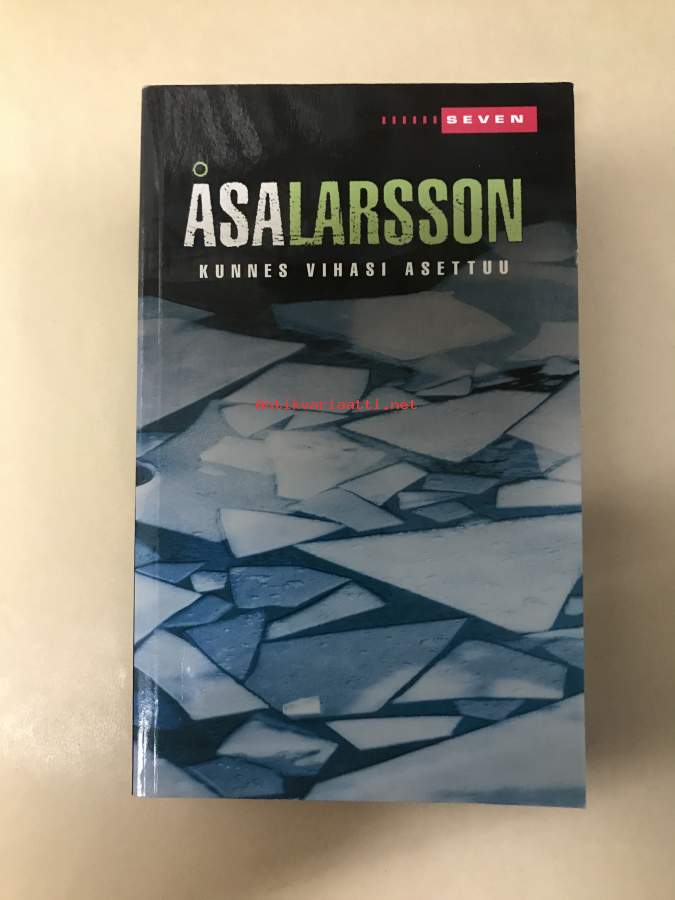 SEVEN
ÅSALARSSON
KUNNES VIHASI ASETTUU
antikvariaatti.net